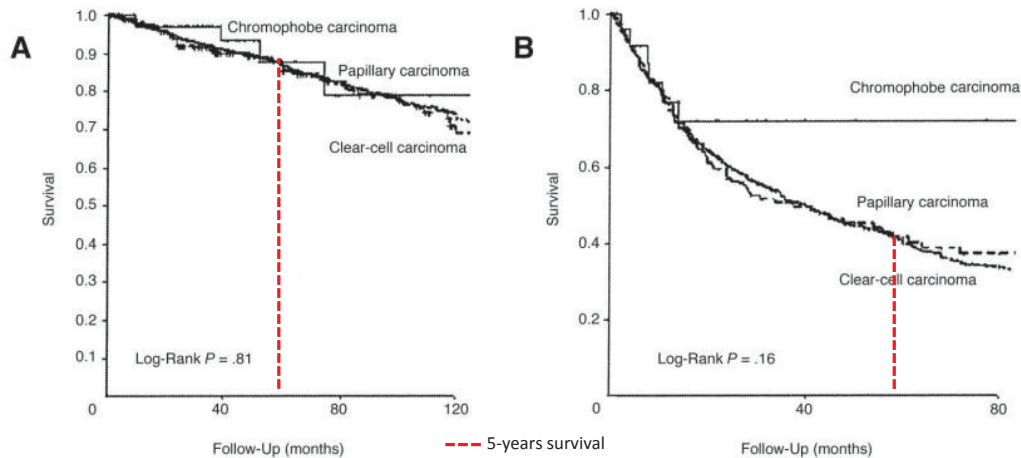 A
1.0
0.9
0.8
0.7
0.6
0.5
0.4
0.3
0.2
0.1
0
40
80
120
Survival
Follow-Up (months)
Chromophobe carcinoma
Papillary carcinoma
Clear-cell carcinoma
Log-Rank P = .81
B
1.0
0.8
0.6
0.4
0.2
0
40
80
Survival
Follow-Up (months)
Chromophobe carcinoma
Papillary carcinoma
Clear-cell carcinoma
Log-Rank P = .16
5-years survival